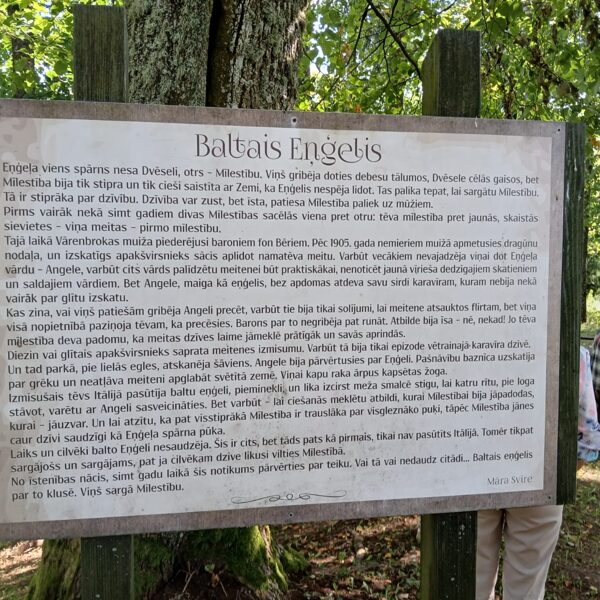 Baltais Eņģelis
Eņģeļa viens spārns nesa Dvēseli, otrs – Mīlestību. Viņš gribēja doties debesu tālumos, Dvēsele cēlās gaisos, bet
Mīlestība bija tik stipra un tik cieši saistīta ar Zemi, ka Eņģelis nespēja lidot. Tas palika tepat, lai sargātu Mīlestību.
Tā ir stiprāka par dzīvību. Dzīvība var zust, bet īsta, patiesa Mīlestība paliek uz mūžiem.
Pirms vairāk nekā simt gadiem divas Mīlestības sacēlās viena pret otru: tēva mīlestība pret jaunās, skaistās
sievietes – viņa meitas – pirmo mīlestību.
Tajā laikā Vārenbrokas muiža piederējusi baroniem fon Bēriem. Pēc 1905. gada nemieriem muižā apmetusies dragūnu
nodaļa, un izskatīgs apakšvirsnieks sācis aplidot namatēva meitu. Varbūt vecākiem nevajadzēja viņai dot Eņģeļa
vārdu – Angele, varbūt cits vārds palīdzētu meitenei būt praktiskākai, nenoticēt jaunā vīrieša dedzīgajiem skatieniem
un saldajiem vārdiem. Bet Angele, maiga kā eņģelis, bez apdomas atdeva savu sirdi karavīram, kuram nebija nekā
vairāk par glītu izskatu.
Kas zina, vai viņš patiešām gribēja Angeli precēt, varbūt tie bija tikai solījumi, lai meitene atsauktos flirtam, bet viņa
visā nopietnībā paziņoja tēvam, ka precēsies. Barons par to negribēja pat runāt. Atbilde bija īsa – nē, nekad! Jo tēva
mīlestība deva padomu, ka meitas dzīves laime jāmeklē prātīgāk un savās aprindās.
Diezin vai glītais apakšvirsnieks saprata meitenes izmisumu. Varbūt tā bija tikai epizode vētrainajā karavīra dzīvē.
Un tad parkā, pie lielās egles, atskanēja šāviens. Angele bija pārvērtusies par Eņģeli. Pašnāvību baznīca uzskatīja
par grēku un neatļāva meiteni apglabāt svētītā zemē. Viņai kapu raka ārpus kapsētas žoga.
Izmisušais tēvs Itālijā pasūtīja baltu eņģeli, pieminekli, un lika izcirst meža smalcē stigu, lai katru rītu, pie loga
stāvot, varētu ar Angeli sasveicināties. Bet varbūt – lai ciešanās meklētu atbildi, kurai Mīlestībai bija jāpadodas,
kurai – jāuzvar. Un lai atzītu, ka pat visstiprākā Mīlestība ir trauslāka par visgleznāko puķi, tāpēc Mīlestība jānes
caur dzīvi saudzīgi kā Eņģeļa spārna pūka.
Laiks un cilvēki balto Eņģeli nesaudzēja. Šis ir cits, bet tāds pats kā pirmais, tikai nav pasūtīts Itālijā. Tomēr tikpat
sargājošs un sargājams, pat ja cilvēkam dzīve likusi vilties Mīlestībā.
No īstenības nācis, simt gadu laikā šis notikums pārvērties par teiku. Vai tā vai nedaudz citādi... Baltais eņģelis
par to klusē. Viņš sargā Mīlestību.
Māra Svīre